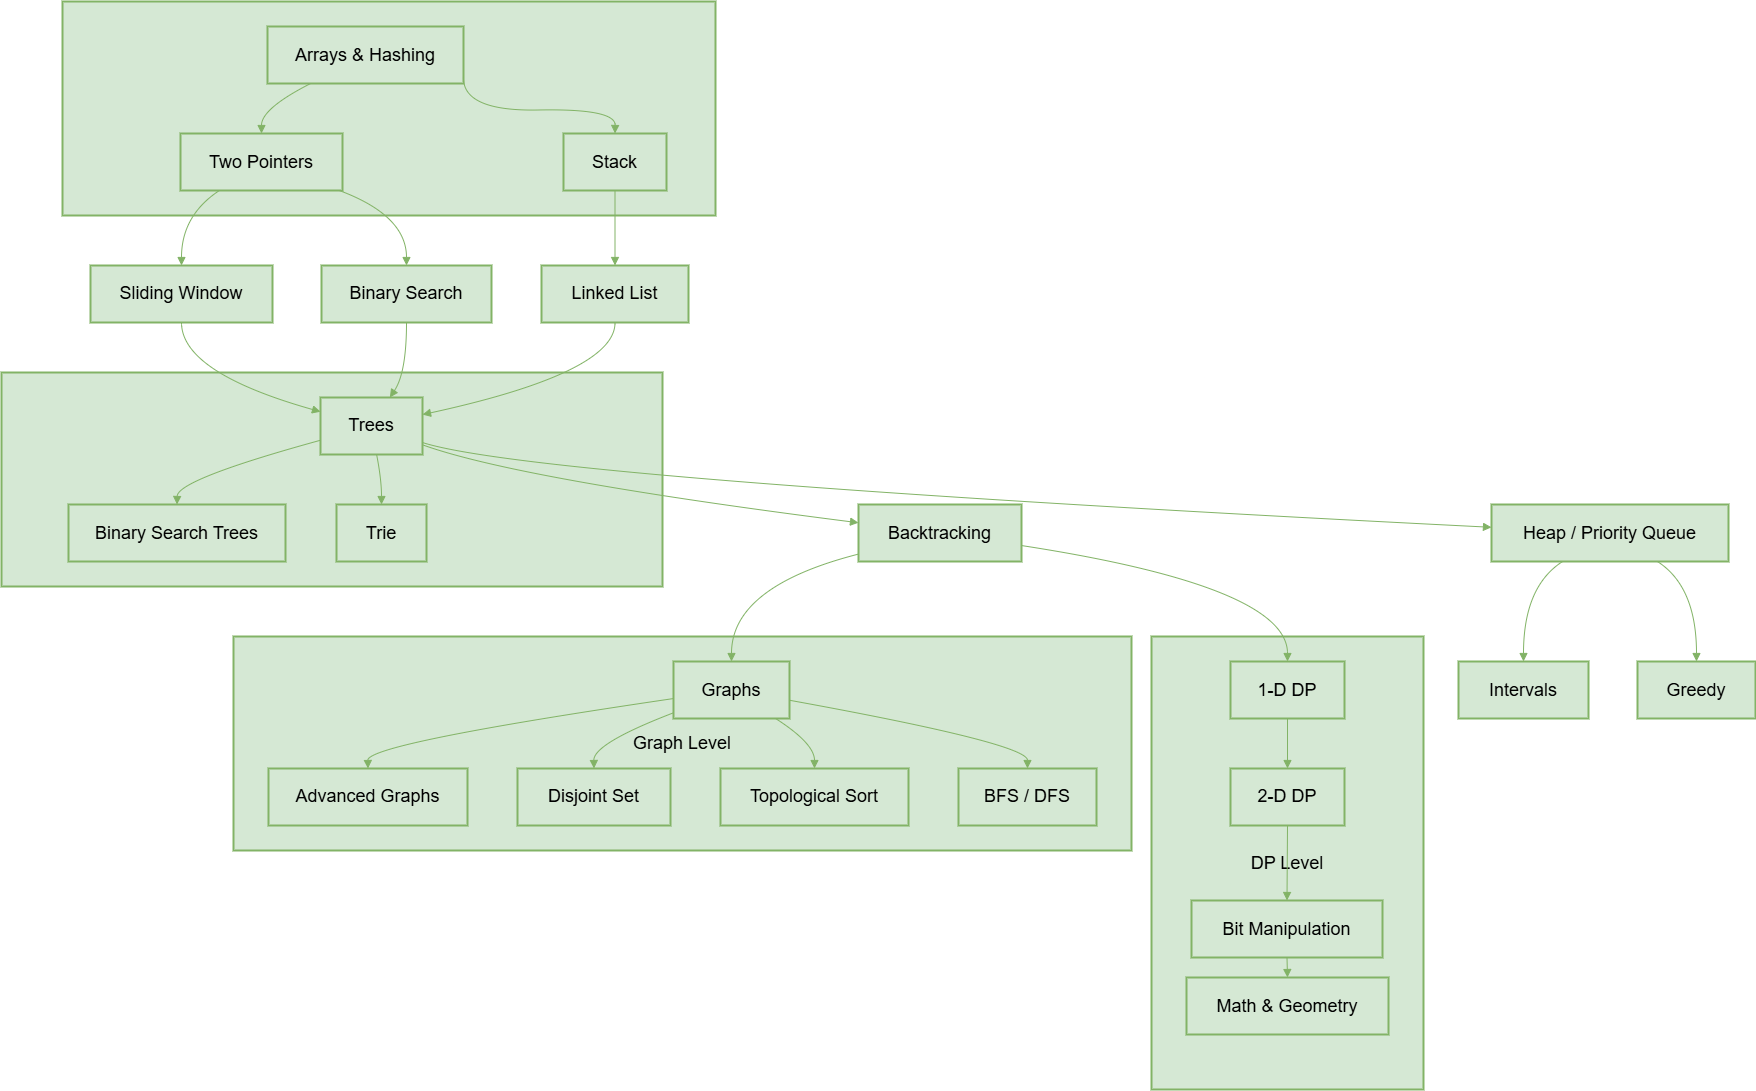 Arrays & Hashing
Two Pointers
Stack
Sliding Window
Binary Search
Linked List
Trees
Binary Search Trees
Trie
Backtracking
Heap / Priority Queue
Graphs
1-D DP
Intervals
Greedy
Graph Level
Advanced Graphs
Disjoint Set
Topological Sort
BFS / DFS
2-D DP
DP Level
Bit Manipulation
Math & Geometry